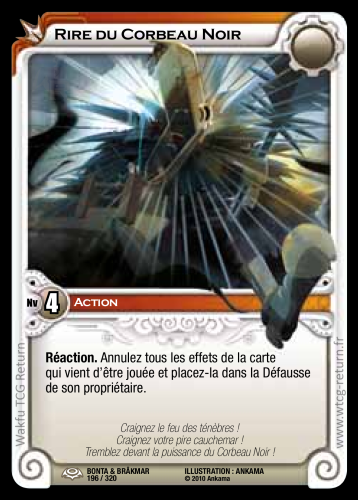 Rire du Corbeau Noir
Nv 4 Action
Réaction. Annulez tous les effets de la carte
qui vient d'être jouée et placez-la dans la Défausse
de son propriétaire.
Craignez le feu des ténèbres !
Craignez votre pire cauchemar !
Tremblez devant la puissance du Corbeau Noir !
BONTA & BRÂKMAR
196 / 320
ILLUSTRATION : ANKAMA
© 2010 Ankama
Wakfu TCG Return
www.wtcg-return.fr